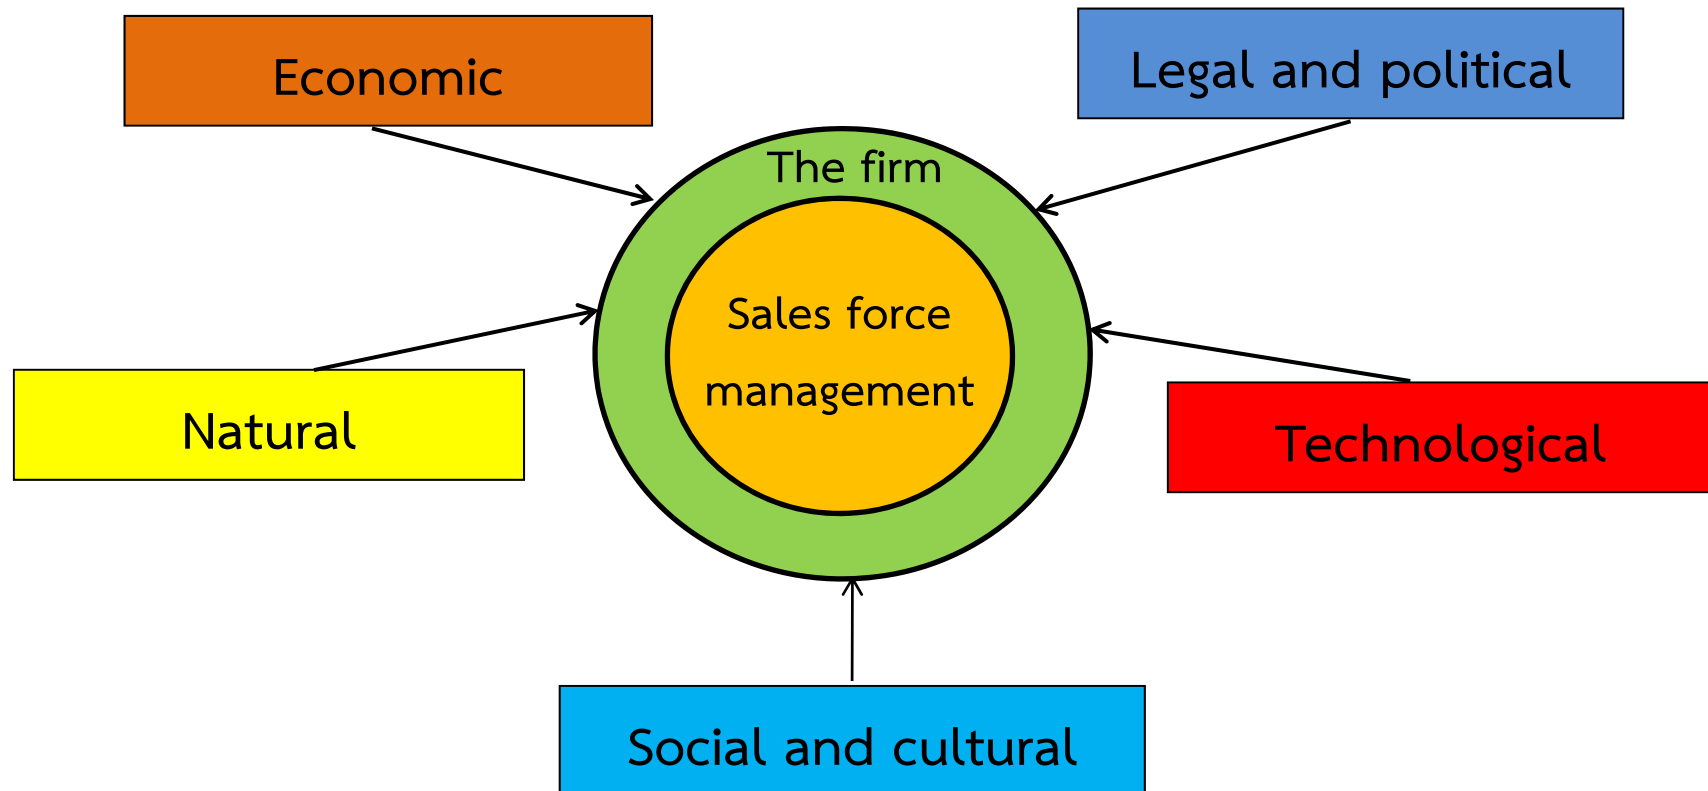 Economic
Legal and political
The firm
Sales force
management
Natural
Technological
Social and cultural